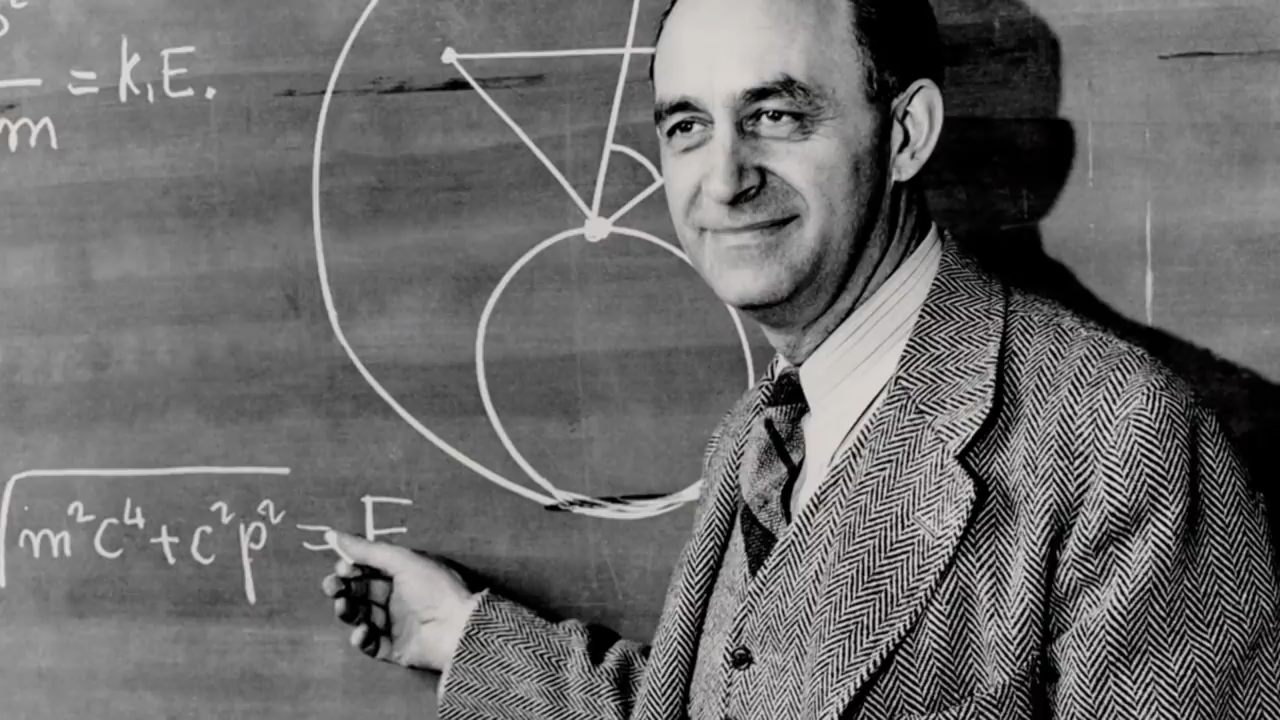 = k₁E.
m
√m²c⁴+c²p² = E